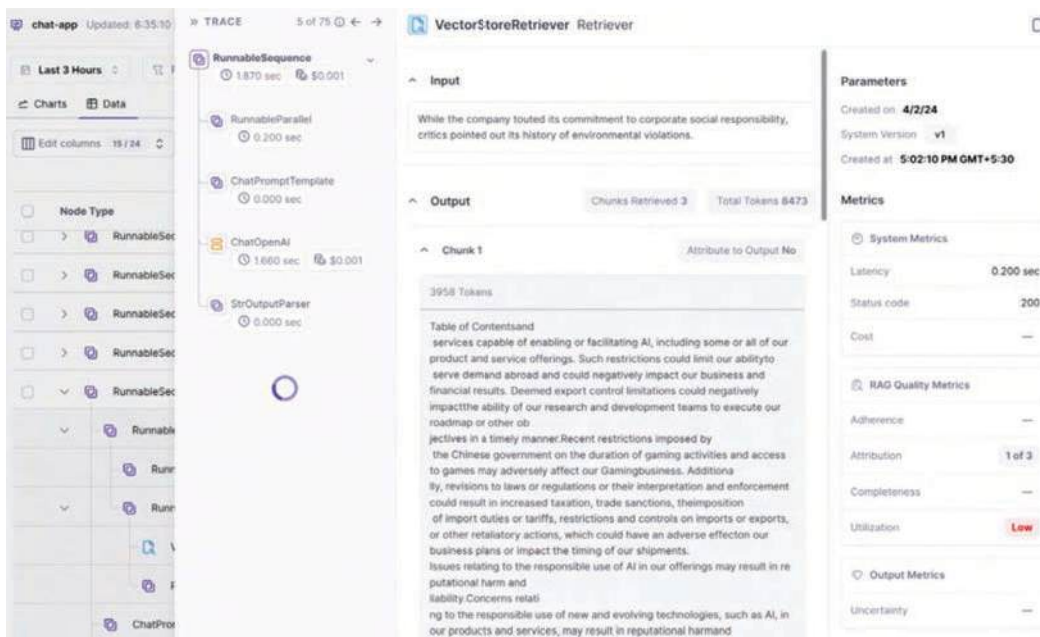 chat-app Updated: 6:35:10
Last 3 Hours
Charts Data
Edit columns 15 / 24
Node Type
RunnableSec
RunnableSec
RunnableSec
RunnableSec
RunnableSec
Runnable
Runr
Runr
ChatPror
TRACE 5 of 75
RunnableSequence
1.870 sec $0.001
RunnableParallel
0.200 sec
ChatPromptTemplate
0.000 sec
ChatOpenAI
1.660 sec $0.001
StrOutputParser
0.000 sec
VectorStoreRetriever Retriever
Input
While the company touted its commitment to corporate social responsibility,
critics pointed out its history of environmental violations.
Output Chunks Retrieved 3 Total Tokens 8473
Chunk 1 Attribute to Output No
3958 Tokens
Table of Contentsand
services capable of enabling or facilitating AI, including some or all of our
product and service offerings. Such restrictions could limit our abilityto
serve demand abroad and could negatively impact our business and
financial results. Deemed export control limitations could negatively
impactthe ability of our research and development teams to execute our
roadmap or other ob
jectives in a timely manner.Recent restrictions imposed by
the Chinese government on the duration of gaming activities and access
to games may adversely affect our Gamingbusiness. Additiona
lly, revisions to laws or regulations or their interpretation and enforcement
could result in increased taxation, trade sanctions, theimposition
of import duties or tariffs, restrictions and controls on imports or exports,
or other retaliatory actions, which could have an adverse effecton our
business plans or impact the timing of our shipments.
Issues relating to the responsible use of AI in our offerings may result in re
putational harm and
liability.Concerns relati
ng to the responsible use of new and evolving technologies, such as AI, in
our products and services, may result in reputational harmand
Parameters
Created on 4/2/24
System Version v1
Created at 5:02:10 PM GMT+5:30
Metrics
System Metrics
Latency 0.200 sec
Status code 200
Cost —
RAG Quality Metrics
Adherence —
Attribution 1 of 3
Completeness —
Utilization Low
Output Metrics
Uncertainty —